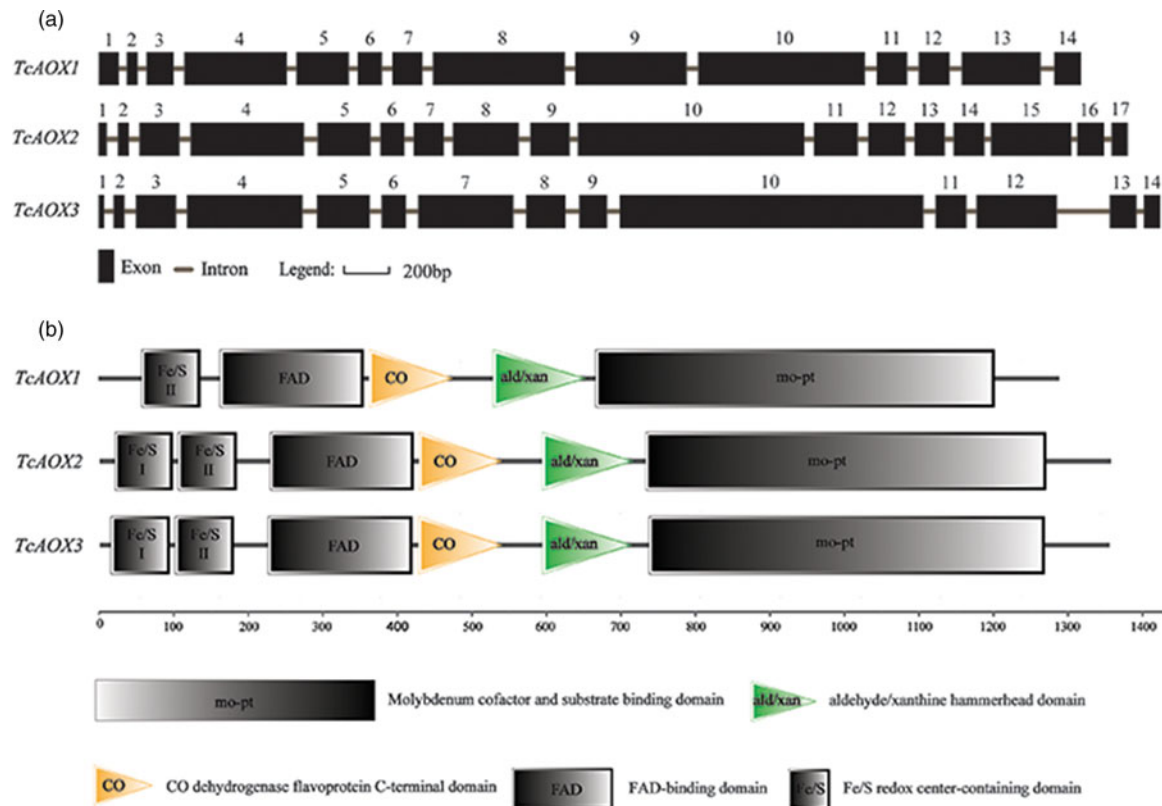 (a)
1 2 3 4 5 6 7 8 9 10 11 12 13 14
TcAOX1
1 2 3 4 5 6 7 8 9 10 11 12 13 14 15 16 17
TcAOX2
1 2 3 4 5 6 7 8 9 10 11 12 13 14
TcAOX3
Exon Intron Legend: 200bp
(b)
TcAOX1 Fe/S II FAD CO ald/xan mo-pt
TcAOX2 Fe/S I Fe/S II FAD CO ald/xan mo-pt
TcAOX3 Fe/S I Fe/S II FAD CO ald/xan mo-pt
0 100 200 300 400 500 600 700 800 900 1000 1100 1200 1300 1400
mo-pt Molybdenum cofactor and substrate binding domain ald/xan aldehyde/xanthine hammerhead domain
CO CO dehydrogenase flavoprotein C-terminal domain FAD FAD-binding domain Fe/S Fe/S redox center-containing domain